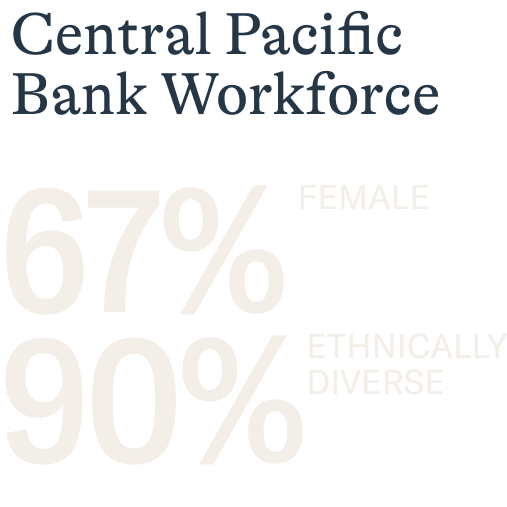 Central Pacific
Bank Workforce
67% FEMALE
90% ETHNICALLY
DIVERSE